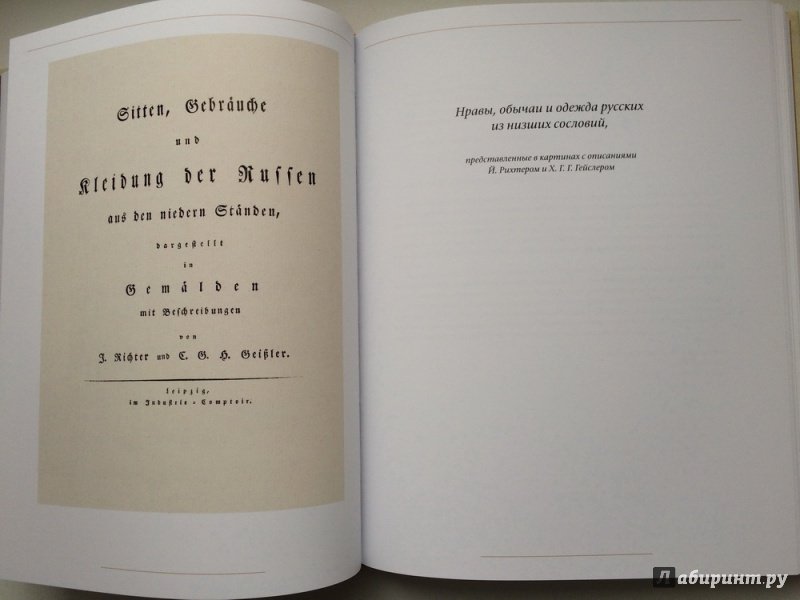 Sitten, Gebräuche
und
Kleidung der Russen
aus den niedern Ständen,
dargestellt
in
Gemälden
mit Beschreibungen
von
J. Richter und C. G. H. Geißler.
Leipzig,
im Industrie-Comptoir.
Нравы, обычаи и одежда русских
из низших сословий,
представленные в картинах с описаниями
Й. Рихтером и Х. Г. Г. Гейслером
Лабиринт.ру